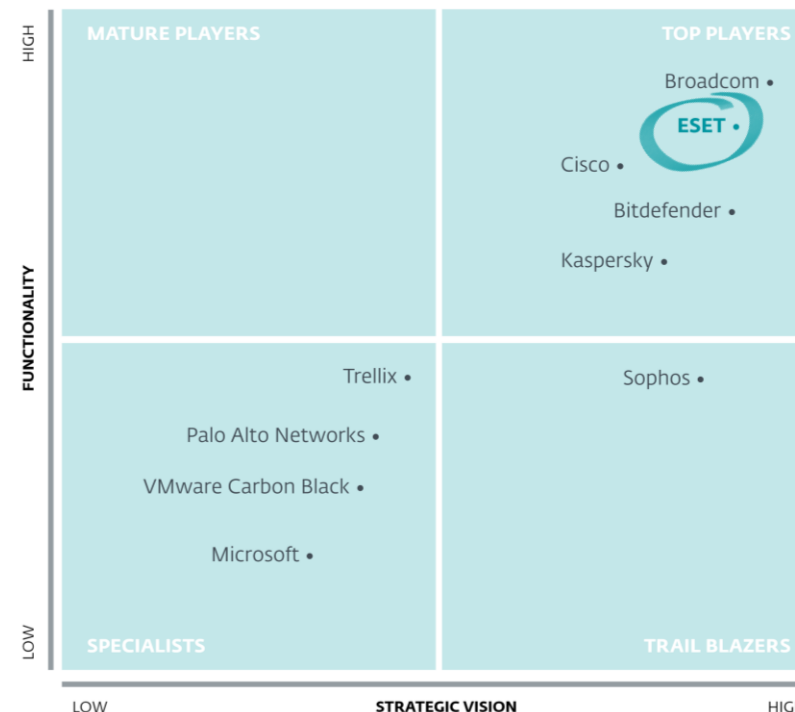 HIGH
MATURE PLAYERS
TOP PLAYERS
Broadcom •
ESET •
Cisco •
Bitdefender •
Kaspersky •
FUNCTIONALITY
Trellix •
Sophos •
Palo Alto Networks •
VMware Carbon Black •
Microsoft •
LOW
SPECIALISTS
TRAIL BLAZERS
LOW
STRATEGIC VISION
HIG